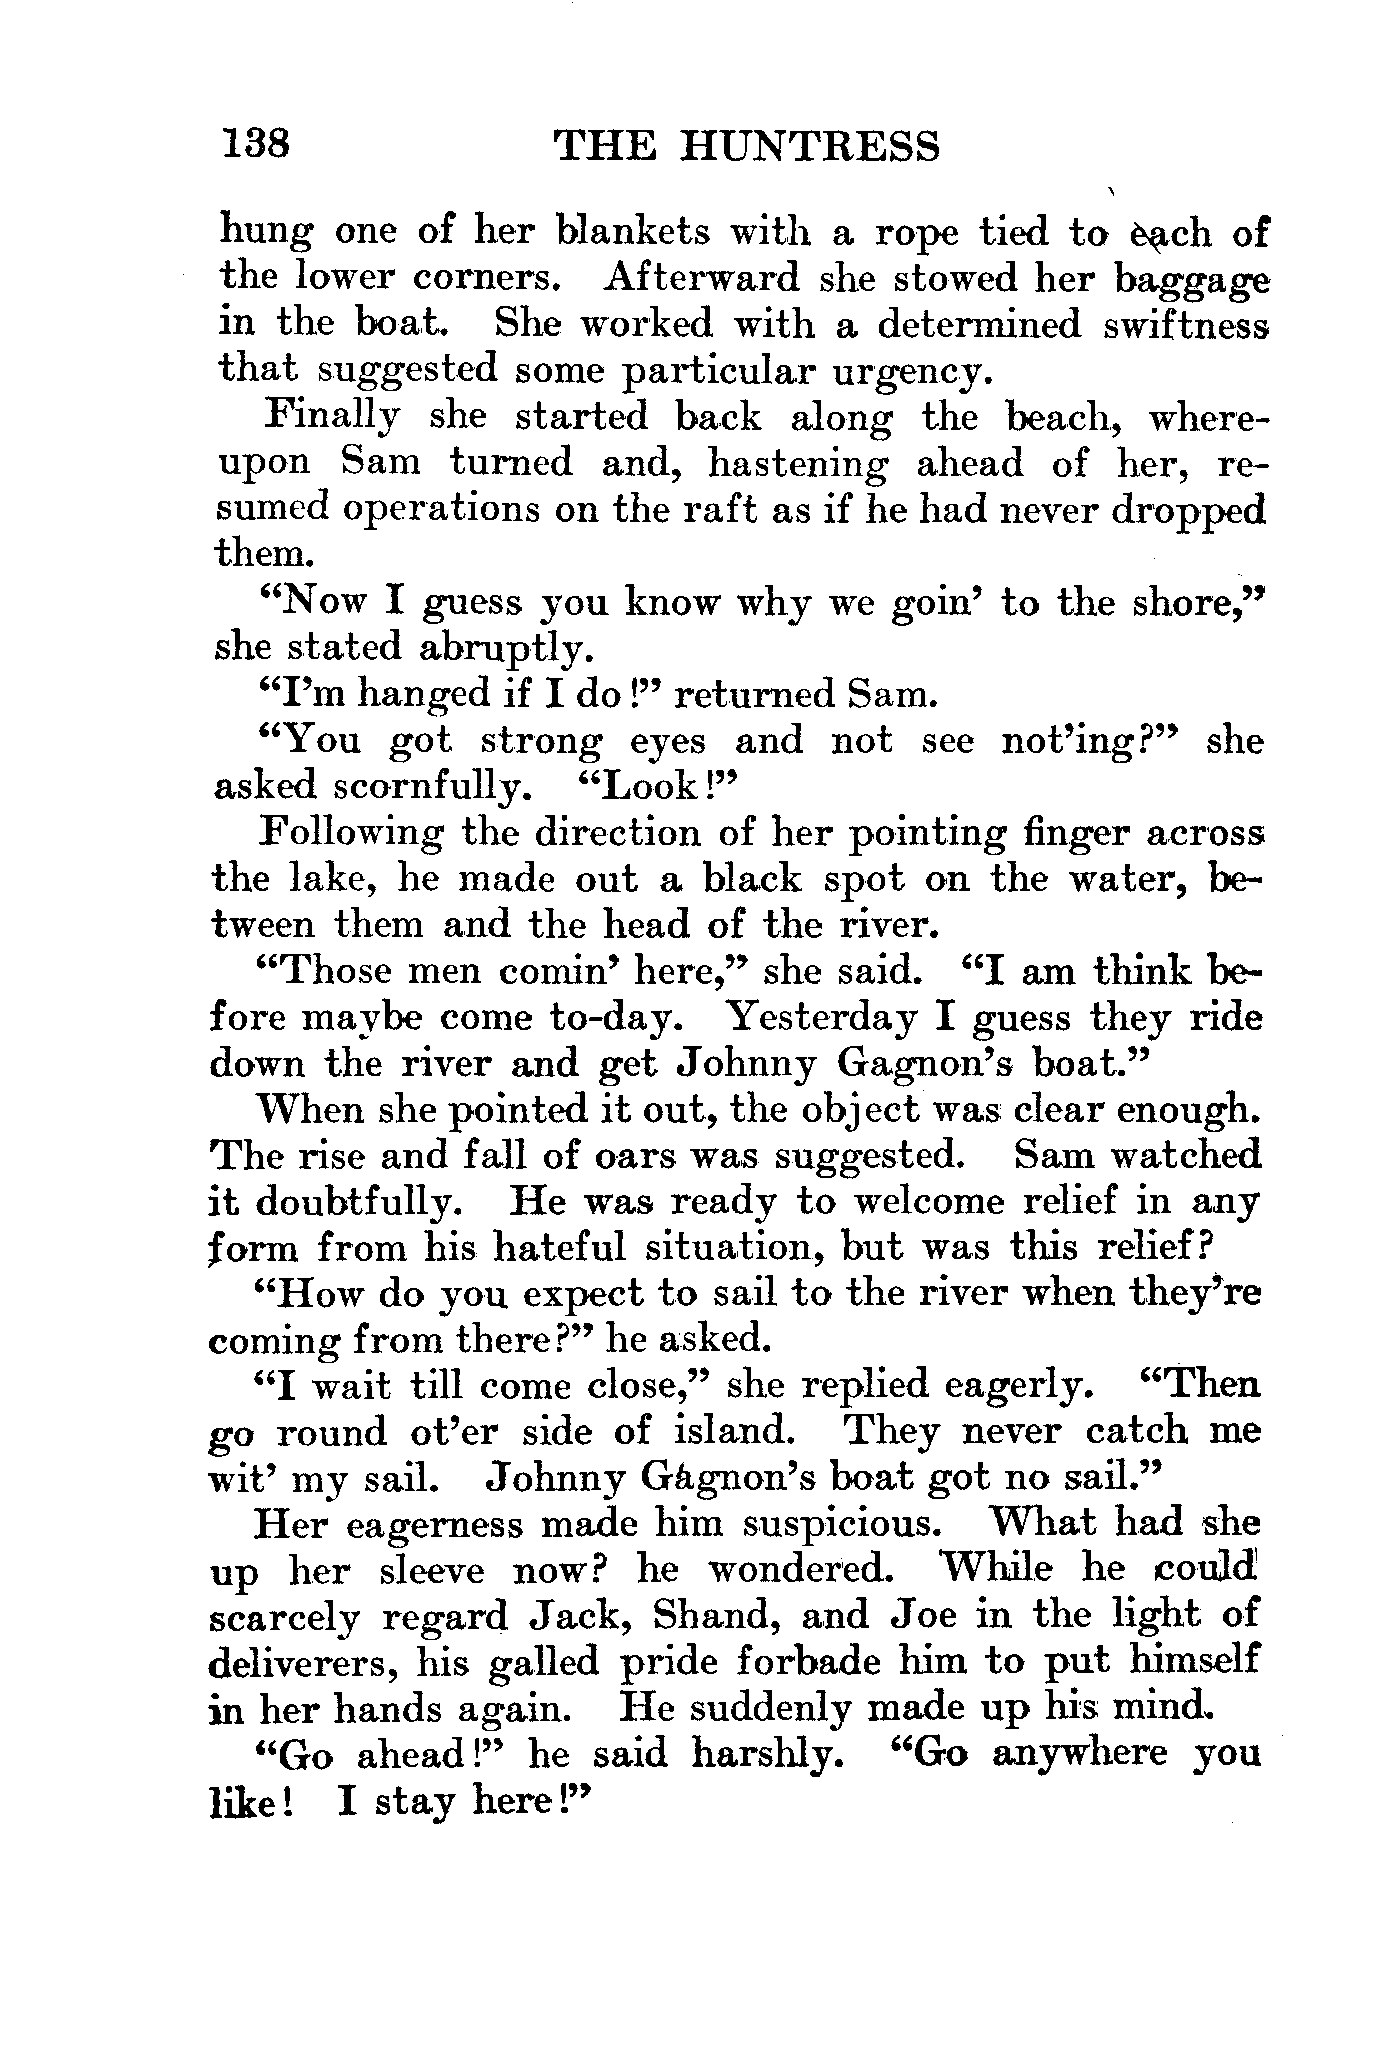 138 THE HUNTRESS
hung one of her blankets with a rope tied to each of
the lower corners. Afterward she stowed her baggage
in the boat. She worked with a determined swiftness
that suggested some particular urgency.
Finally she started back along the beach, where-
upon Sam turned and, hastening ahead of her, re-
sumed operations on the raft as if he had never dropped
them.
“Now I guess you know why we goin’ to the shore,”
she stated abruptly.
“I’m hanged if I do!” returned Sam.
“You got strong eyes and not see not’ing?” she
asked scornfully. “Look!”
Following the direction of her pointing finger across
the lake, he made out a black spot on the water, be-
tween them and the head of the river.
“Those men comin’ here,” she said. “I am think be-
fore maybe come to-day. Yesterday I guess they ride
down the river and get Johnny Gagnon’s boat.”
When she pointed it out, the object was clear enough.
The rise and fall of oars was suggested. Sam watched
it doubtfully. He was ready to welcome relief in any
form from his hateful situation, but was this relief?
“How do you expect to sail to the river when they’re
coming from there?” he asked.
“I wait till come close,” she replied eagerly. “Then
go round ot’er side of island. They never catch me
wit’ my sail. Johnny Gagnon’s boat got no sail.”
Her eagerness made him suspicious. What had she
up her sleeve now? he wondered. While he could
scarcely regard Jack, Shand, and Joe in the light of
deliverers, his galled pride forbade him to put himself
in her hands again. He suddenly made up his mind.
“Go ahead!” he said harshly. “Go anywhere you
like! I stay here!”